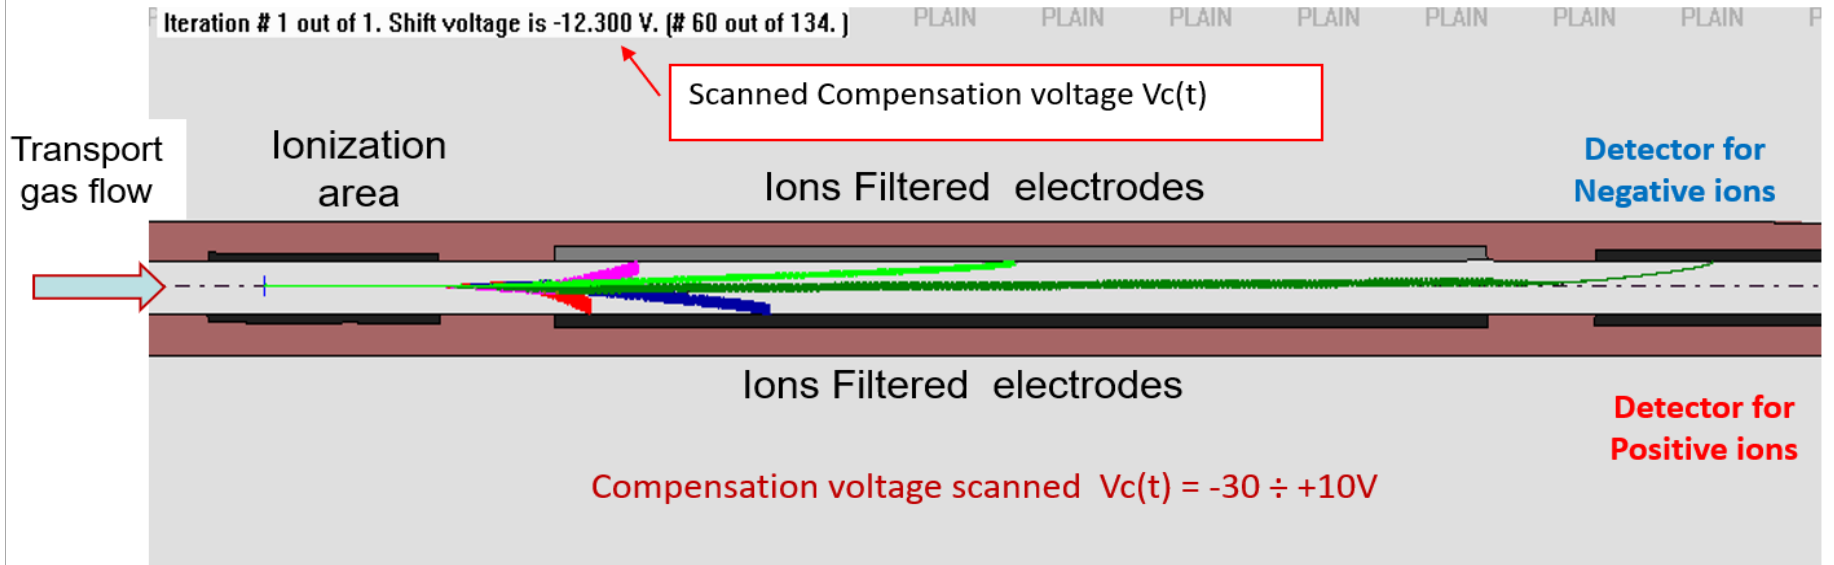 Iteration # 1 out of 1. Shift voltage is -12.300 V. (# 60 out of 134. )
PLAIN PLAIN PLAIN PLAIN PLAIN PLAIN PLAIN P
Scanned Compensation voltage Vc(t)
Transport
gas flow
Ionization
area
Ions Filtered electrodes
Detector for
Negative ions
Ions Filtered electrodes
Detector for
Positive ions
Compensation voltage scanned Vc(t) = -30 ÷ +10V